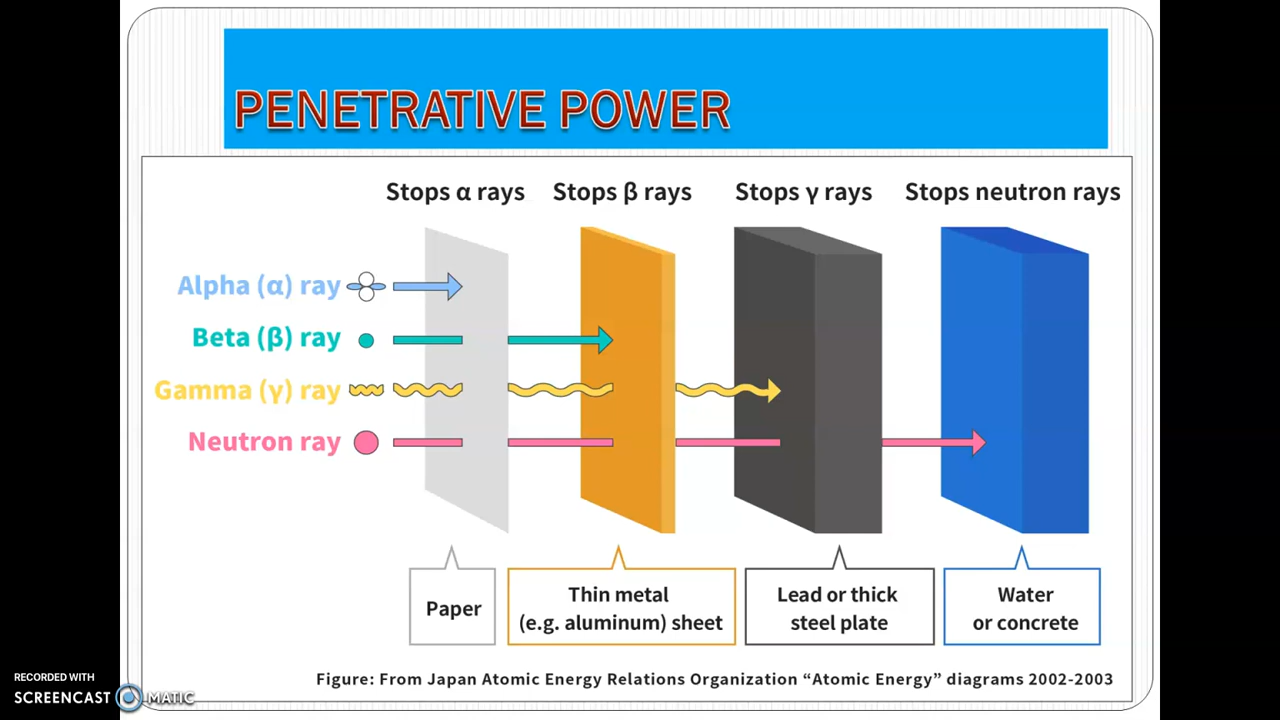 PENETRATIVE POWER
Stops α rays
Stops β rays
Stops γ rays
Stops neutron rays
Alpha (α) ray
Beta (β) ray
Gamma (γ) ray
Neutron ray
Paper
Thin metal
(e.g. aluminum) sheet
Lead or thick
steel plate
Water
or concrete
Figure: From Japan Atomic Energy Relations Organization “Atomic Energy” diagrams 2002-2003
RECORDED WITH
SCREENCAST MATIC